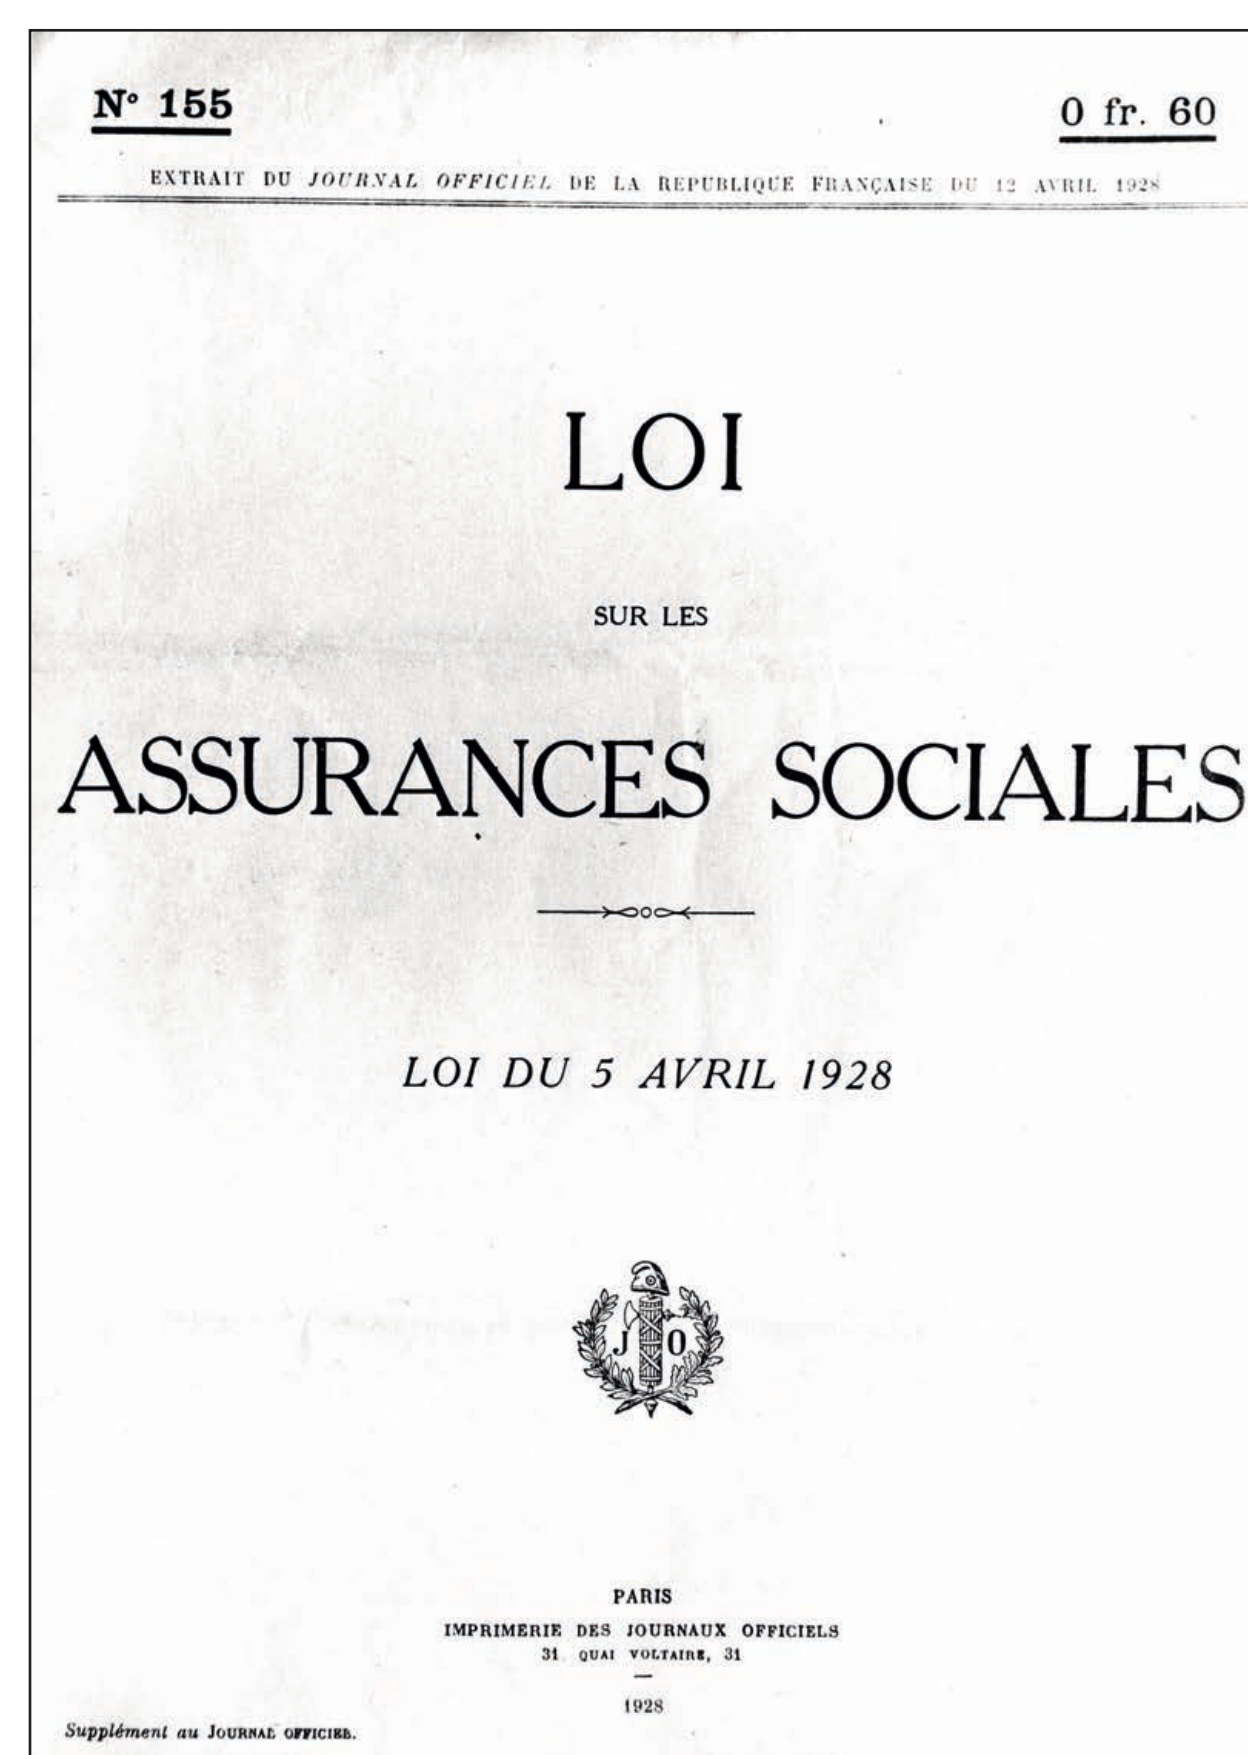 N° 155
0 fr. 60
EXTRAIT DU JOURNAL OFFICIEL DE LA REPUBLIQUE FRANÇAISE DU 12 AVRIL 1928
LOI
SUR LES
ASSURANCES SOCIALES
LOI DU 5 AVRIL 1928
J O
PARIS
IMPRIMERIE DES JOURNAUX OFFICIELS
31 QUAI VOLTAIRE, 31
1928
Supplément au JOURNAL OFFICIEL.